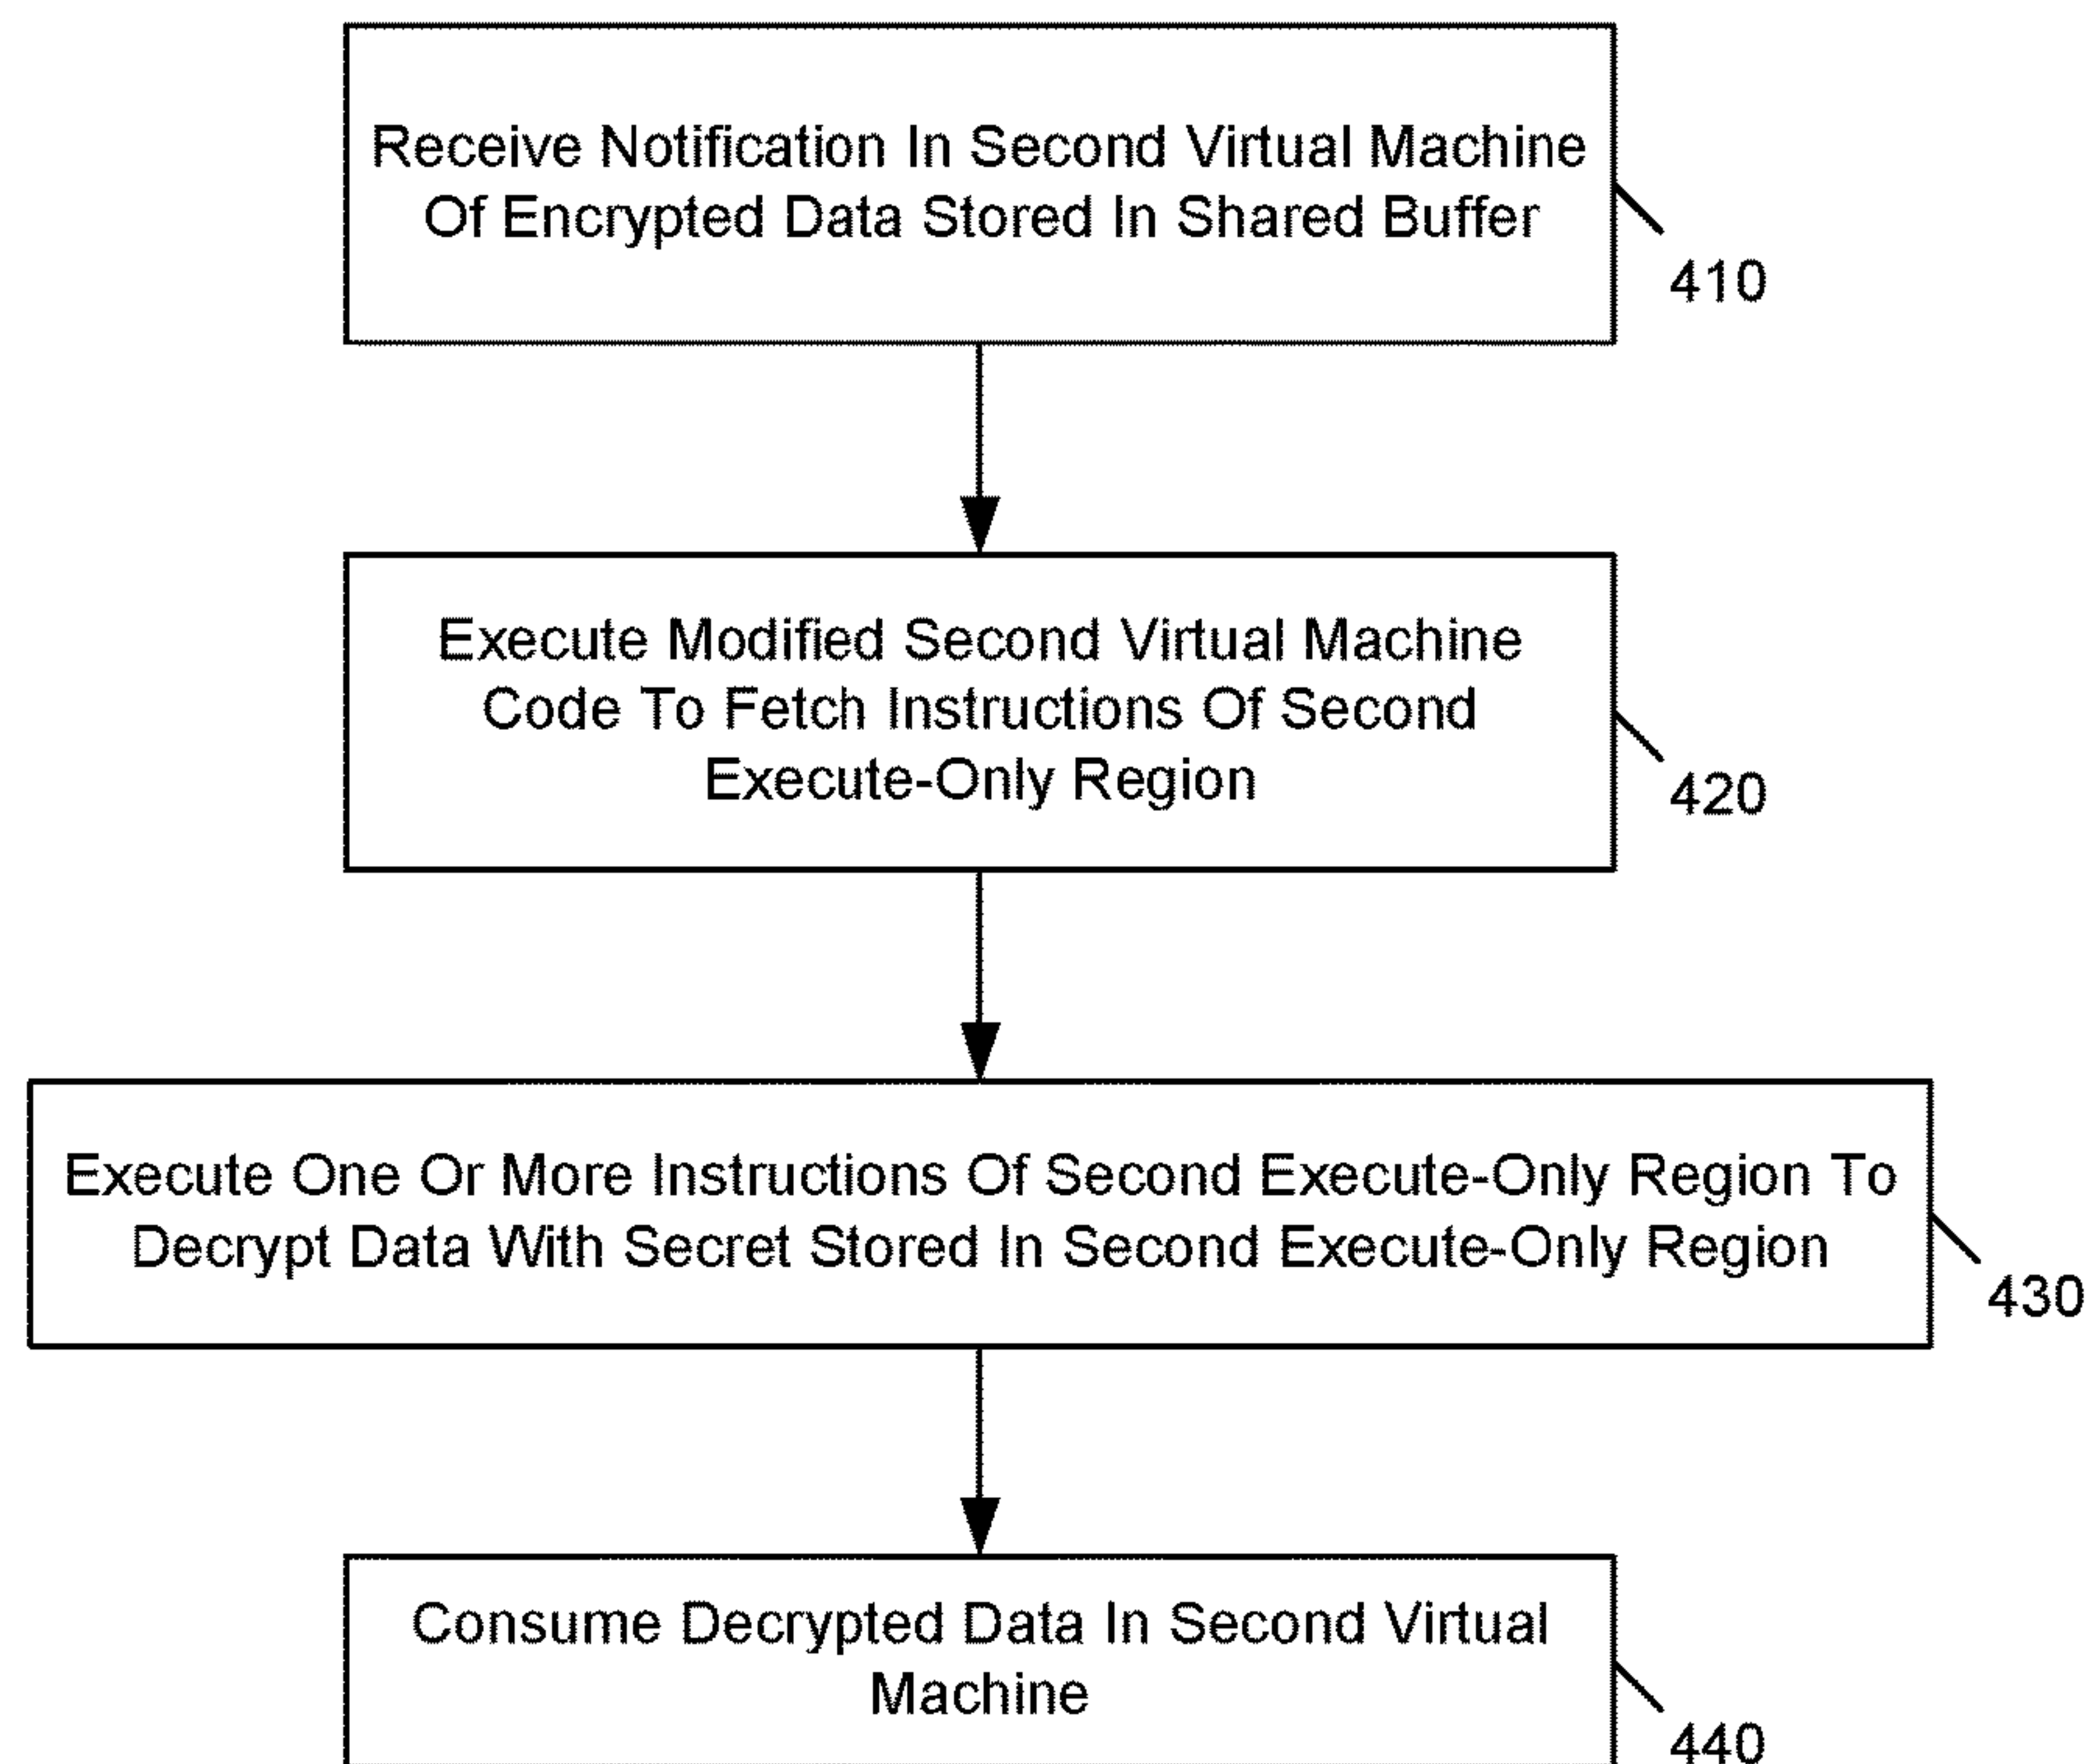 Receive Notification In Second Virtual Machine
Of Encrypted Data Stored In Shared Buffer
410
Execute Modified Second Virtual Machine
Code To Fetch Instructions Of Second
Execute-Only Region
420
Execute One Or More Instructions Of Second Execute-Only Region To
Decrypt Data With Secret Stored In Second Execute-Only Region
430
Consume Decrypted Data In Second Virtual
Machine
440